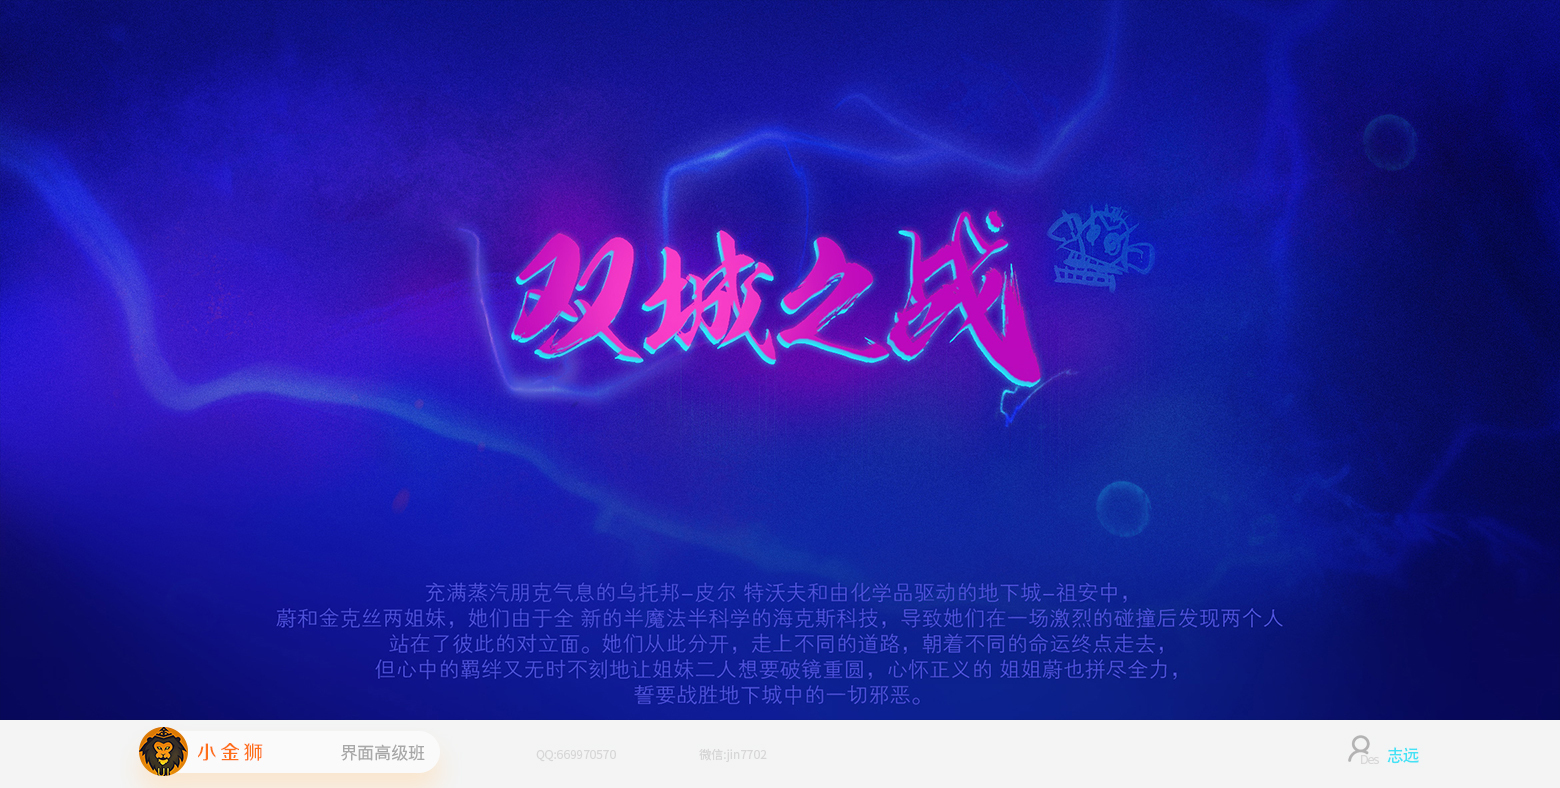 双城之战
充满蒸汽朋克气息的乌托邦-皮尔 特沃夫和由化学品驱动的地下城-祖安中，
蔚和金克丝两姐妹，她们由于全 新的半魔法半科学的海克斯科技，导致她们在一场激烈的碰撞后发现两个人
站在了彼此的对立面。她们从此分开，走上不同的道路，朝着不同的命运终点走去，
但心中的羁绊又无时不刻地让姐妹二人想要破镜重圆，心怀正义的 姐姐蔚也拼尽全力，
誓要战胜地下城中的一切邪恶。
小金狮 界面高级班 QQ:669970570 微信:jin7702 Des 志远